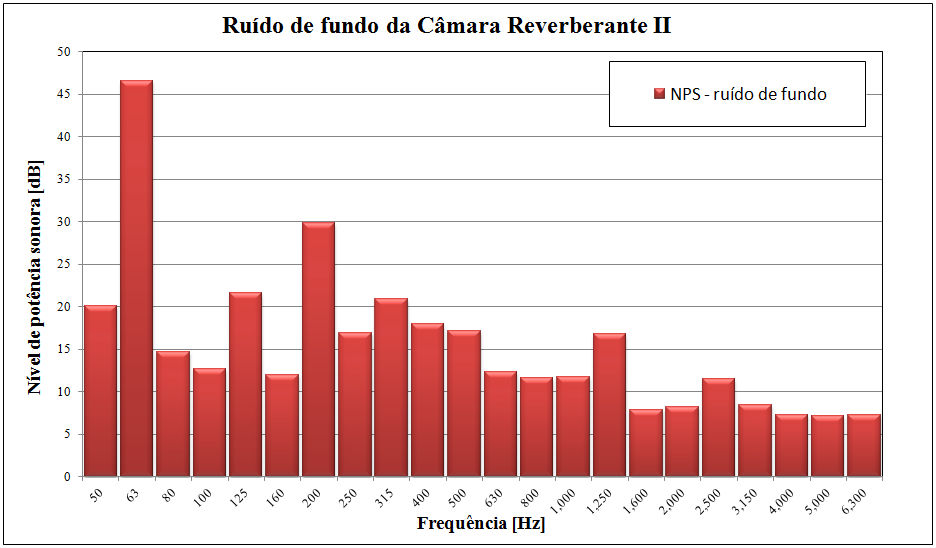 Ruído de fundo da Câmara Reverberante II
NPS - ruído de fundo
Nível de potência sonora [dB]
50
45
40
35
30
25
20
15
10
5
0
50 63 80 100 125 160 200 250 315 400 500 630 800 1,000 1,250 1,600 2,000 2,500 3,150 4,000 5,000 6,300
Frequência [Hz]